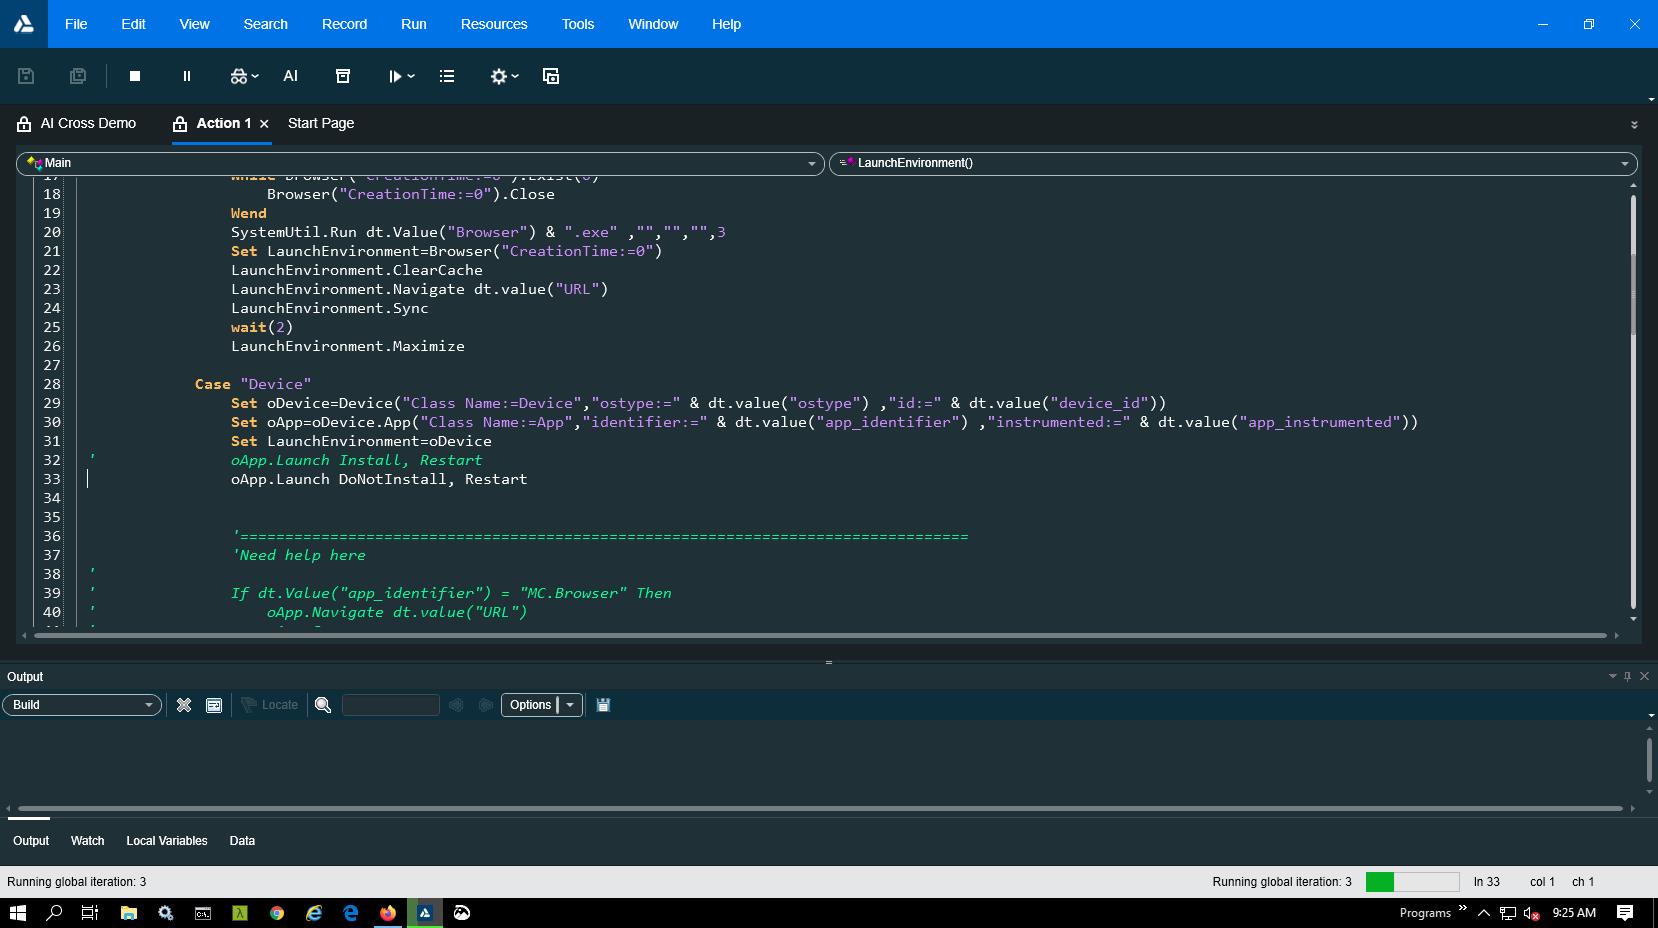 File Edit View Search Record Run Resources Tools Window Help
AI
AI Cross Demo Action 1 Start Page
Main LaunchEnvironment()
17 While Browser("CreationTime:=0").Exist(0)
18 Browser("CreationTime:=0").Close
19 Wend
20 SystemUtil.Run dt.Value("Browser") & ".exe" ,"","","",3
21 Set LaunchEnvironment=Browser("CreationTime:=0")
22 LaunchEnvironment.ClearCache
23 LaunchEnvironment.Navigate dt.value("URL")
24 LaunchEnvironment.Sync
25 wait(2)
26 LaunchEnvironment.Maximize
27
28 Case "Device"
29 Set oDevice=Device("Class Name:=Device","ostype:=" & dt.value("ostype") ,"id:=" & dt.value("device_id"))
30 Set oApp=oDevice.App("Class Name:=App","identifier:=" & dt.value("app_identifier") ,"instrumented:=" & dt.value("app_instrumented"))
31 Set LaunchEnvironment=oDevice
32 ' oApp.Launch Install, Restart
33 oApp.Launch DoNotInstall, Restart
34
35
36 '=================================================================================
37 'Need help here
38 '
39 ' If dt.Value("app_identifier") = "MC.Browser" Then
40 ' oApp.Navigate dt.value("URL")
Output
Build Locate Options
Output Watch Local Variables Data
Running global iteration: 3 Running global iteration: 3 ln 33 col 1 ch 1
Programs » 9:25 AM